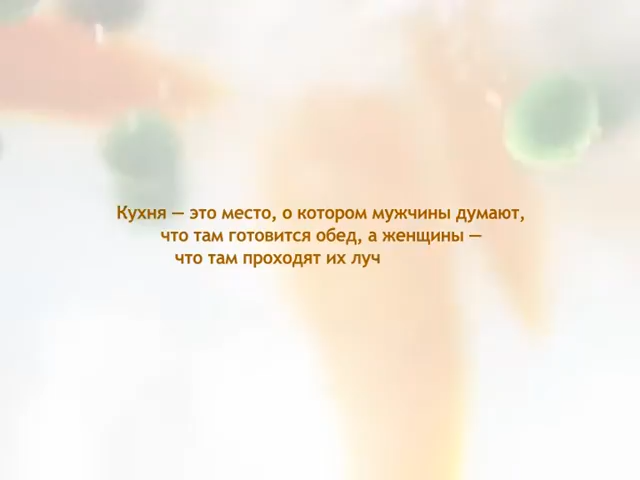 Кухня — это место, о котором мужчины думают,
что там готовится обед, а женщины —
что там проходят их луч